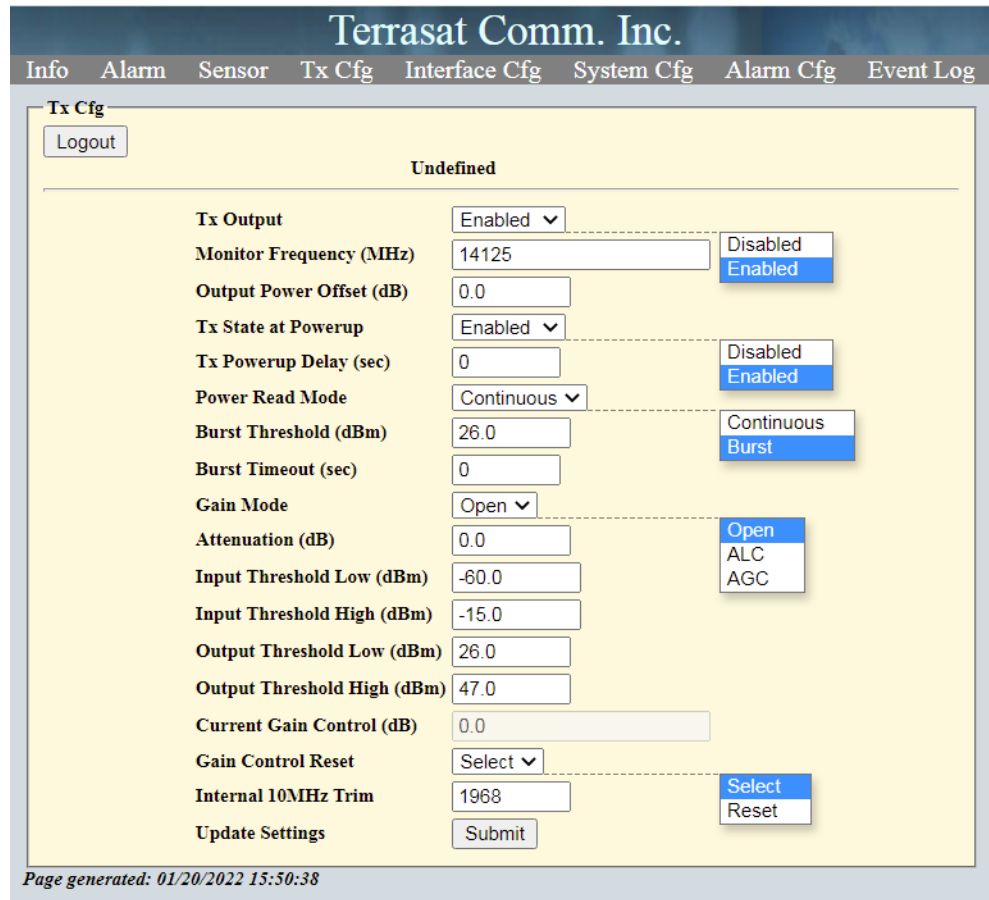 Terrasat Comm. Inc.
Info Alarm Sensor Tx Cfg Interface Cfg System Cfg Alarm Cfg Event Log
Tx Cfg
Logout
Undefined
Tx Output Enabled
Disabled
Enabled
Monitor Frequency (MHz) 14125
Output Power Offset (dB) 0.0
Tx State at Powerup Enabled
Disabled
Enabled
Tx Powerup Delay (sec) 0
Power Read Mode Continuous
Continuous
Burst
Burst Threshold (dBm) 26.0
Burst Timeout (sec) 0
Gain Mode Open
Open
ALC
AGC
Attenuation (dB) 0.0
Input Threshold Low (dBm) -60.0
Input Threshold High (dBm) -15.0
Output Threshold Low (dBm) 26.0
Output Threshold High (dBm) 47.0
Current Gain Control (dB) 0.0
Gain Control Reset Select
Select
Reset
Internal 10MHz Trim 1968
Update Settings Submit
Page generated: 01/20/2022 15:50:38